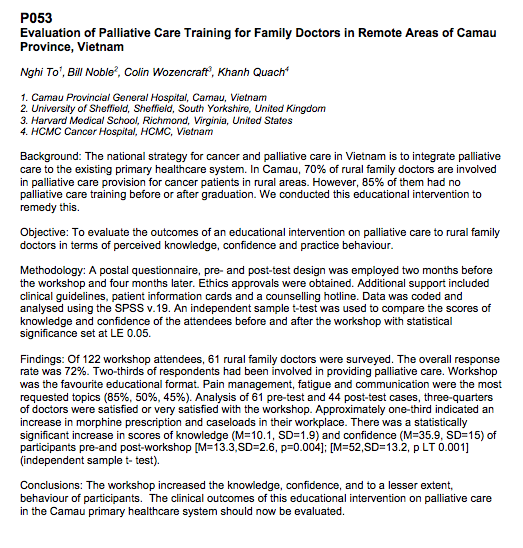 P053
Evaluation of Palliative Care Training for Family Doctors in Remote Areas of Camau
Province, Vietnam
Nghi To1, Bill Noble2, Colin Wozencraft3, Khanh Quach4
1. Camau Provincial General Hospital, Camau, Vietnam
2. University of Sheffield, Sheffield, South Yorkshire, United Kingdom
3. Harvard Medical School, Richmond, Virginia, United States
4. HCMC Cancer Hospital, HCMC, Vietnam
Background: The national strategy for cancer and palliative care in Vietnam is to integrate palliative
care to the existing primary healthcare system. In Camau, 70% of rural family doctors are involved
in palliative care provision for cancer patients in rural areas. However, 85% of them had no
palliative care training before or after graduation. We conducted this educational intervention to
remedy this.
Objective: To evaluate the outcomes of an educational intervention on palliative care to rural family
doctors in terms of perceived knowledge, confidence and practice behaviour.
Methodology: A postal questionnaire, pre- and post-test design was employed two months before
the workshop and four months later. Ethics approvals were obtained. Additional support included
clinical guidelines, patient information cards and a counselling hotline. Data was coded and
analysed using the SPSS v.19. An independent sample t-test was used to compare the scores of
knowledge and confidence of the attendees before and after the workshop with statistical
significance set at LE 0.05.
Findings: Of 122 workshop attendees, 61 rural family doctors were surveyed. The overall response
rate was 72%. Two-thirds of respondents had been involved in providing palliative care. Workshop
was the favourite educational format. Pain management, fatigue and communication were the most
requested topics (85%, 50%, 45%). Analysis of 61 pre-test and 44 post-test cases, three-quarters
of doctors were satisfied or very satisfied with the workshop. Approximately one-third indicated an
increase in morphine prescription and caseloads in their workplace. There was a statistically
significant increase in scores of knowledge (M=10.1, SD=1.9) and confidence (M=35.9, SD=15) of
participants pre-and post-workshop [M=13.3,SD=2.6, p=0.004]; [M=52,SD=13.2, p LT 0.001]
(independent sample t- test).
Conclusions: The workshop increased the knowledge, confidence, and to a lesser extent,
behaviour of participants.  The clinical outcomes of this educational intervention on palliative care
in the Camau primary healthcare system should now be evaluated.